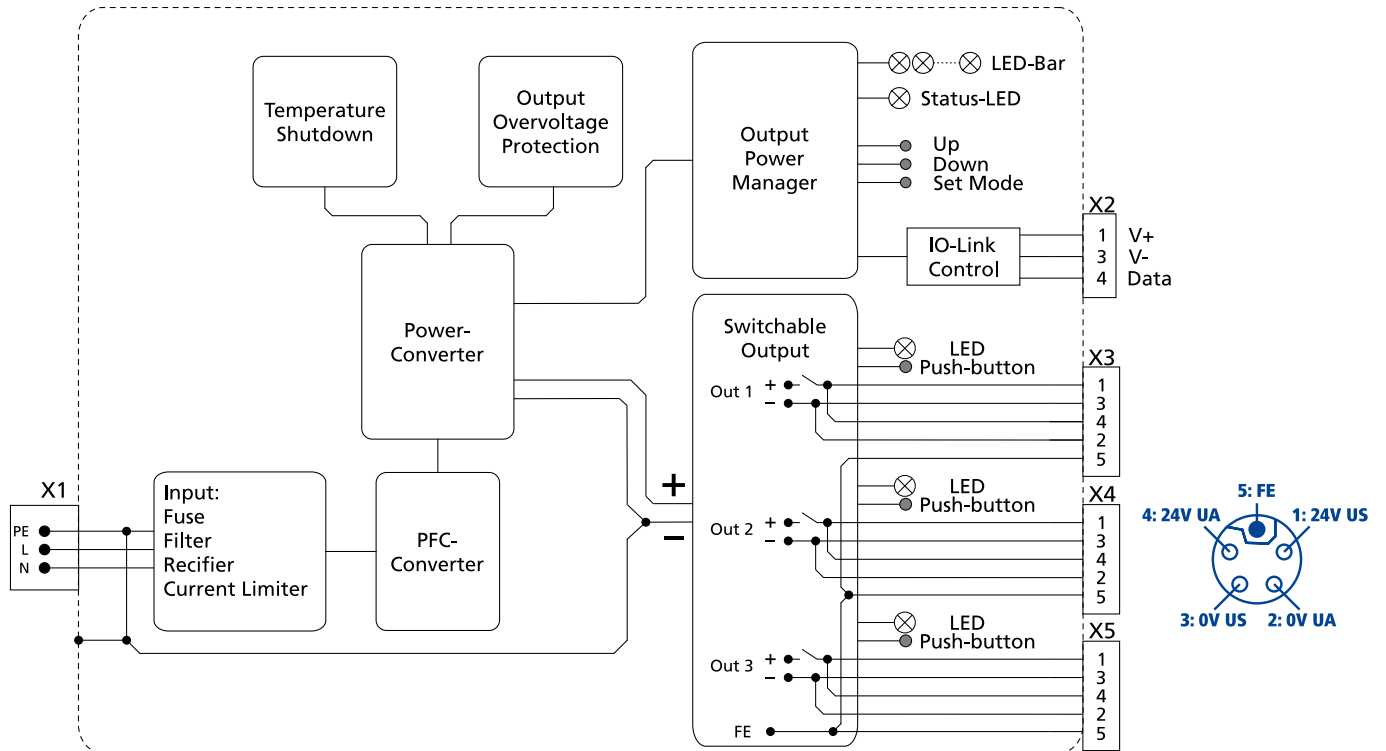 Temperature
Shutdown
Output
Overvoltage
Protection
Output
Power
Manager
LED-Bar
Status-LED
Up
Down
Set Mode
IO-Link
Control
X2
1 V+
3 V-
4 Data
Power-
Converter
Switchable
Output
LED
Push-button
Out 1 + −
X3
1
3
4
2
5
X1
PE
L
N
Input:
Fuse
Filter
Rectifier
Current Limiter
PFC-
Converter
+
−
LED
Push-button
Out 2 + −
X4
1
3
4
2
5
LED
Push-button
Out 3 + −
FE
X5
1
3
4
2
5
5: FE
4: 24V UA 1: 24V US
3: 0V US 2: 0V UA